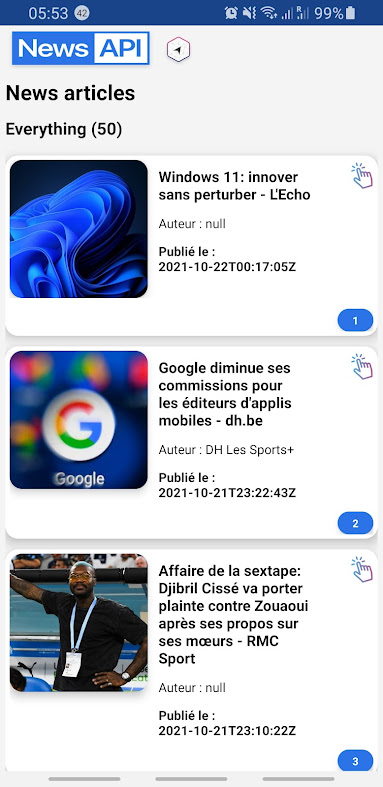 05:53 42 R 99%
News API
News articles
Everything (50)
Windows 11: innover
sans perturber - L'Echo
Auteur : null
Publié le :
2021-10-22T00:17:05Z
1
Google
Google diminue ses
commissions pour
les éditeurs d'applis
mobiles - dh.be
Auteur : DH Les Sports+
Publié le :
2021-10-21T23:22:43Z
2
Affaire de la sextape:
Djibril Cissé va porter
plainte contre Zouaoui
après ses propos sur
ses mœurs - RMC
Sport
Auteur : null
Publié le :
2021-10-21T23:10:22Z
3